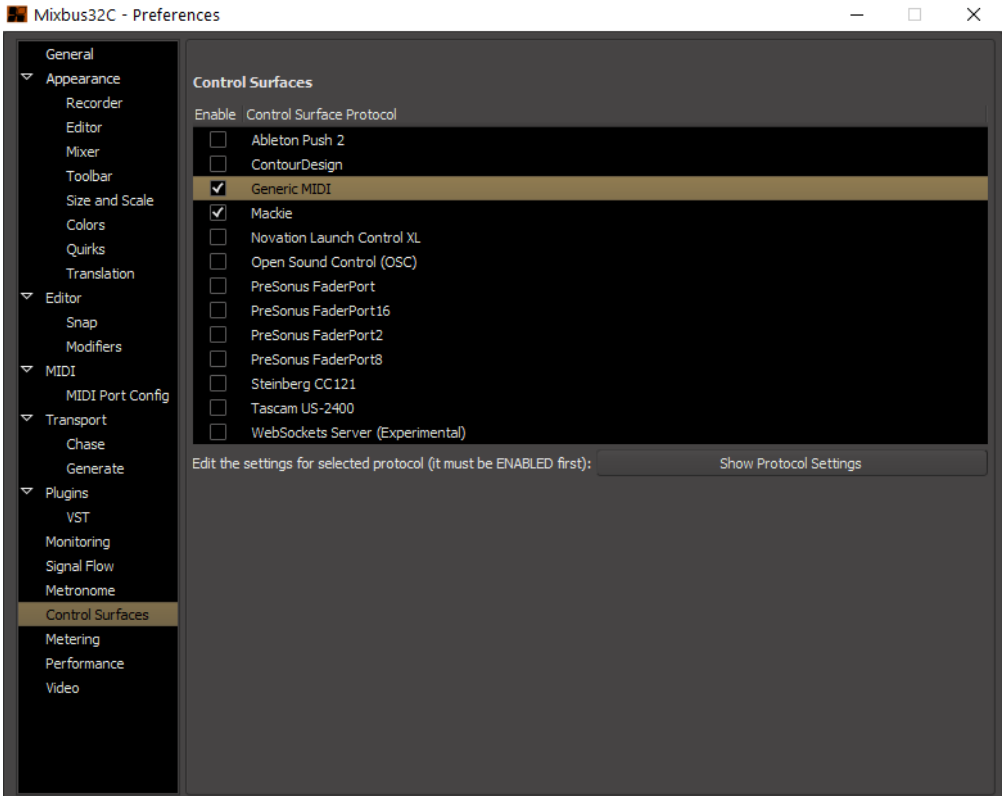 Mixbus32C - Preferences
General
Appearance
Recorder
Editor
Mixer
Toolbar
Size and Scale
Colors
Quirks
Translation
Editor
Snap
Modifiers
MIDI
MIDI Port Config
Transport
Chase
Generate
Plugins
VST
Monitoring
Signal Flow
Metronome
Control Surfaces
Metering
Performance
Video
Control Surfaces
Enable Control Surface Protocol
Ableton Push 2
ContourDesign
Generic MIDI
Mackie
Novation Launch Control XL
Open Sound Control (OSC)
PreSonus FaderPort
PreSonus FaderPort16
PreSonus FaderPort2
PreSonus FaderPort8
Steinberg CC121
Tascam US-2400
WebSockets Server (Experimental)
Edit the settings for selected protocol (it must be ENABLED first): Show Protocol Settings